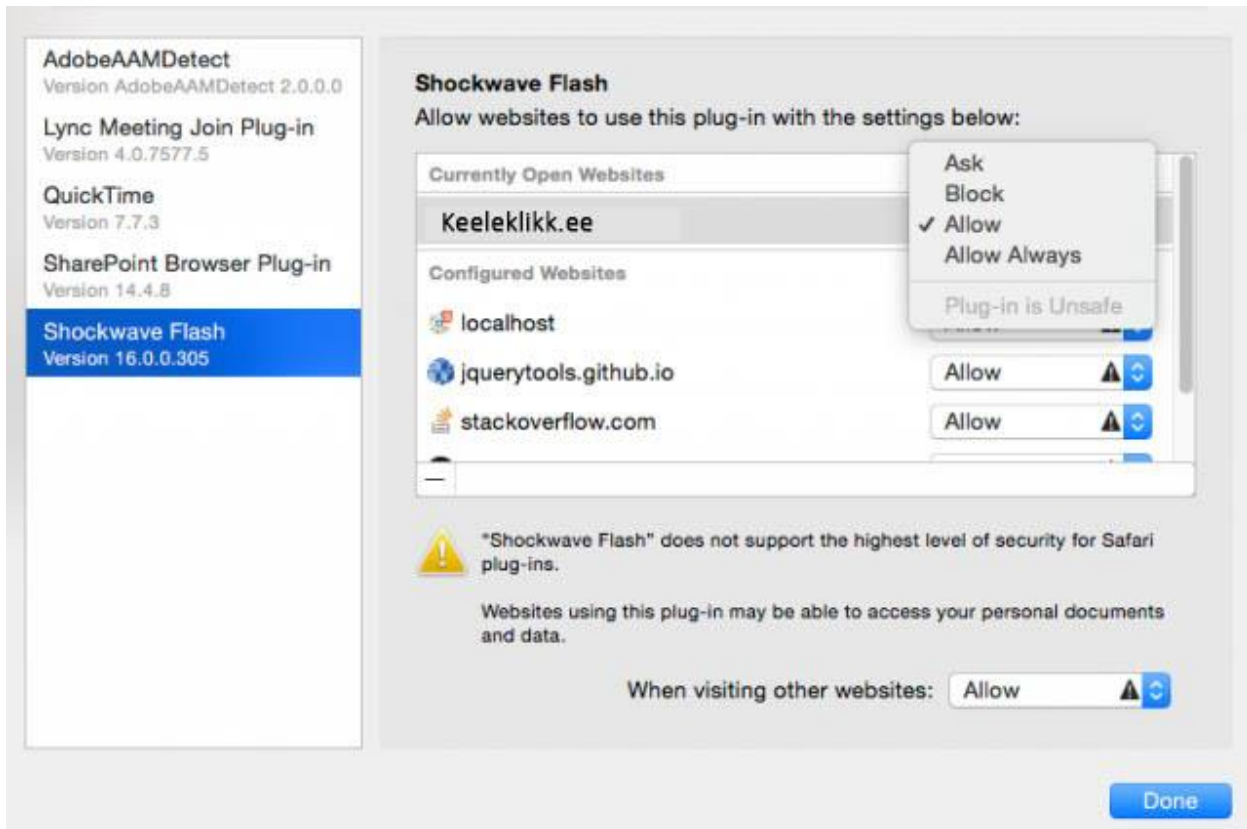 AdobeAAMDetect
Version AdobeAAMDetect 2.0.0.0
Lync Meeting Join Plug-in
Version 4.0.7577.5
QuickTime
Version 7.7.3
SharePoint Browser Plug-in
Version 14.4.8
Shockwave Flash
Version 16.0.0.305
Shockwave Flash
Allow websites to use this plug-in with the settings below:
Currently Open Websites
Keeleklikk.ee
Ask
Block
✓ Allow
Allow Always
Plug-in is Unsafe
Configured Websites
localhost
jquerytools.github.io Allow
stackoverflow.com Allow
"Shockwave Flash" does not support the highest level of security for Safari
plug-ins.
Websites using this plug-in may be able to access your personal documents
and data.
When visiting other websites: Allow
Done